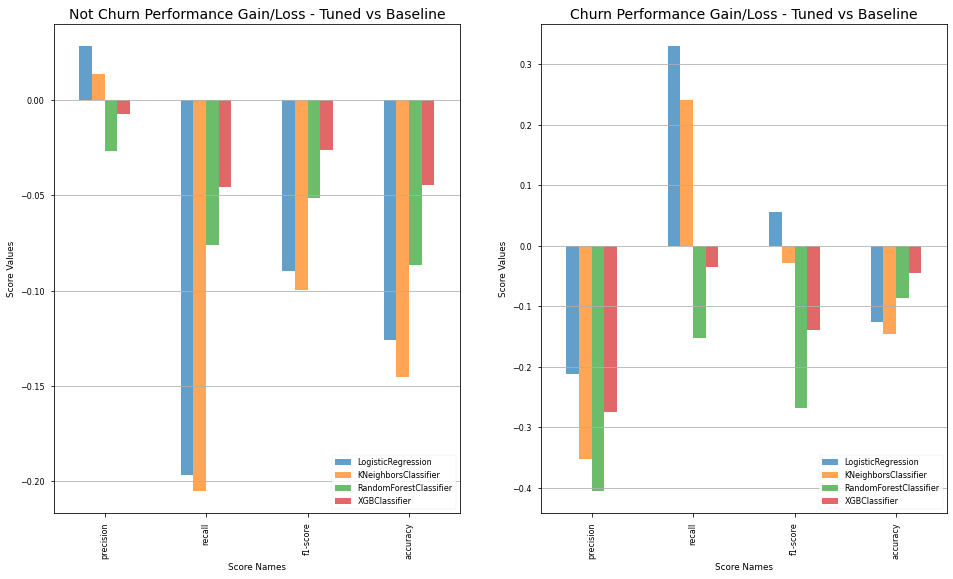 Not Churn Performance Gain/Loss - Tuned vs Baseline
0.00
−0.05
−0.10
−0.15
−0.20
Score Values
precision
recall
f1-score
accuracy
Score Names
LogisticRegression
KNeighborsClassifier
RandomForestClassifier
XGBClassifier
Churn Performance Gain/Loss - Tuned vs Baseline
0.3
0.2
0.1
0.0
−0.1
−0.2
−0.3
−0.4
Score Values
precision
recall
f1-score
accuracy
Score Names
LogisticRegression
KNeighborsClassifier
RandomForestClassifier
XGBClassifier